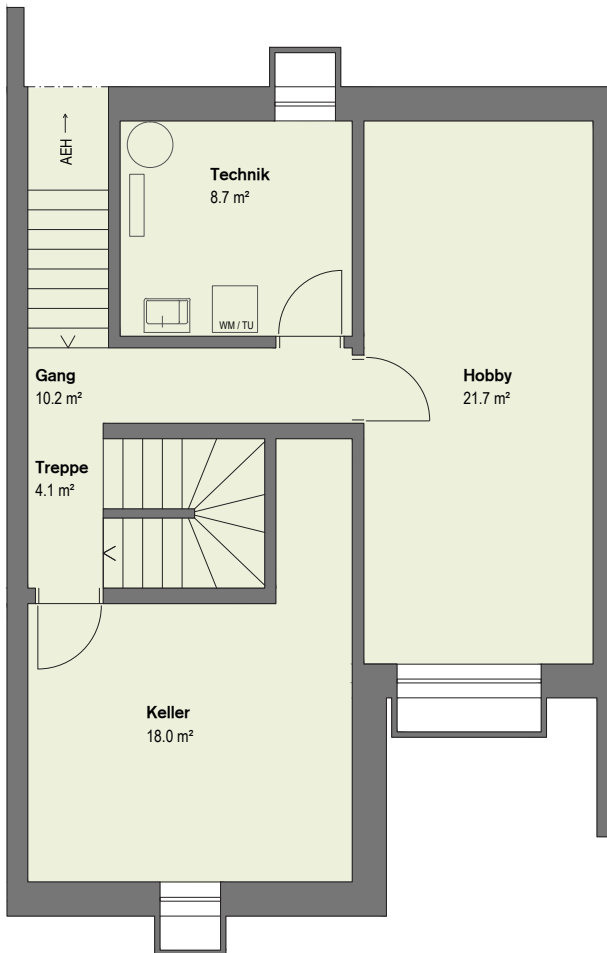 AEH
Technik
8.7 m²
WM / TU
Gang
10.2 m²
Hobby
21.7 m²
Treppe
4.1 m²
Keller
18.0 m²